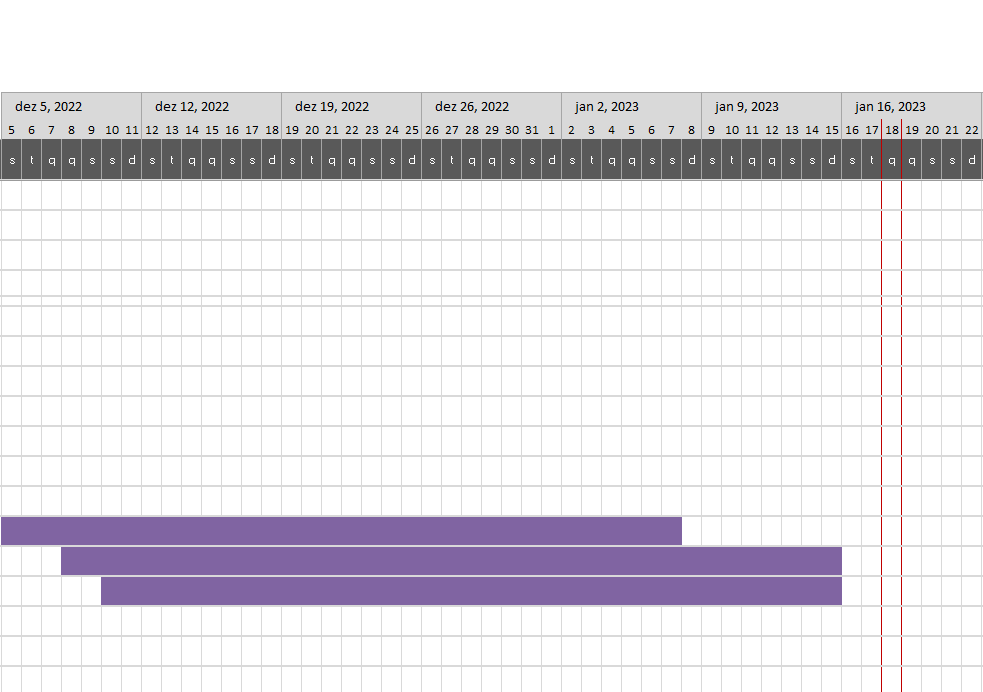 dez 5, 2022 dez 12, 2022 dez 19, 2022 dez 26, 2022 jan 2, 2023 jan 9, 2023 jan 16, 2023
5 6 7 8 9 10 11 12 13 14 15 16 17 18 19 20 21 22 23 24 25 26 27 28 29 30 31 1 2 3 4 5 6 7 8 9 10 11 12 13 14 15 16 17 18 19 20 21 22
s t q q s s d s t q q s s d s t q q s s d s t q q s s d s t q q s s d s t q q s s d s t q q s s d